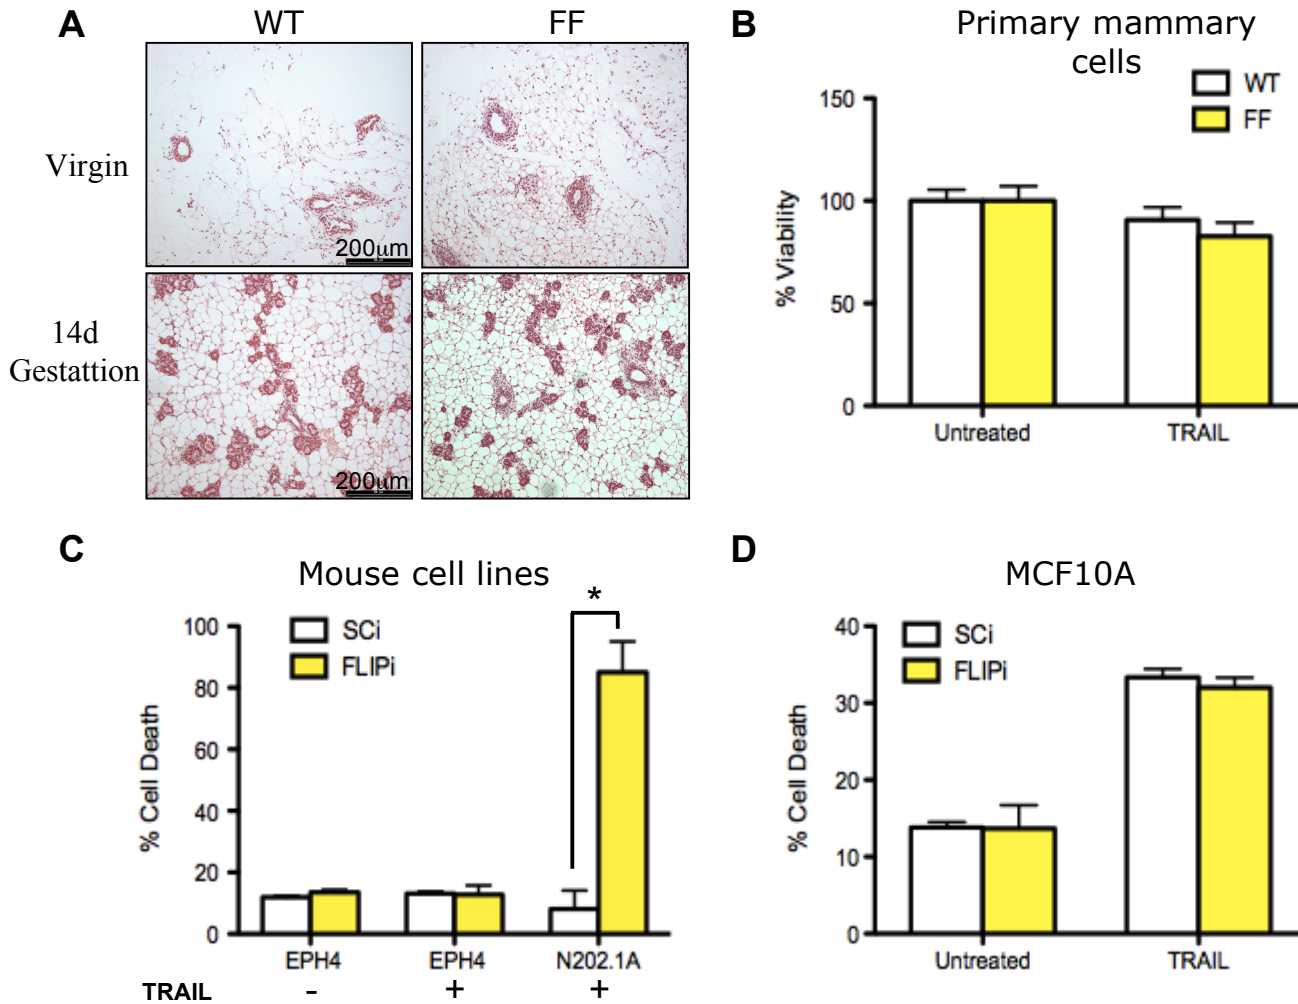 A
WT
FF
Virgin
200μm
14d
Gestattion
200μm
B
Primary mammary
cells
WT
FF
% Viability
150
100
50
0
Untreated
TRAIL
C
Mouse cell lines
*
SCi
FLIPi
% Cell Death
100
80
60
40
20
0
EPH4
EPH4
N202.1A
TRAIL - + +
D
MCF10A
SCi
FLIPi
% Cell Death
40
30
20
10
0
Untreated
TRAIL